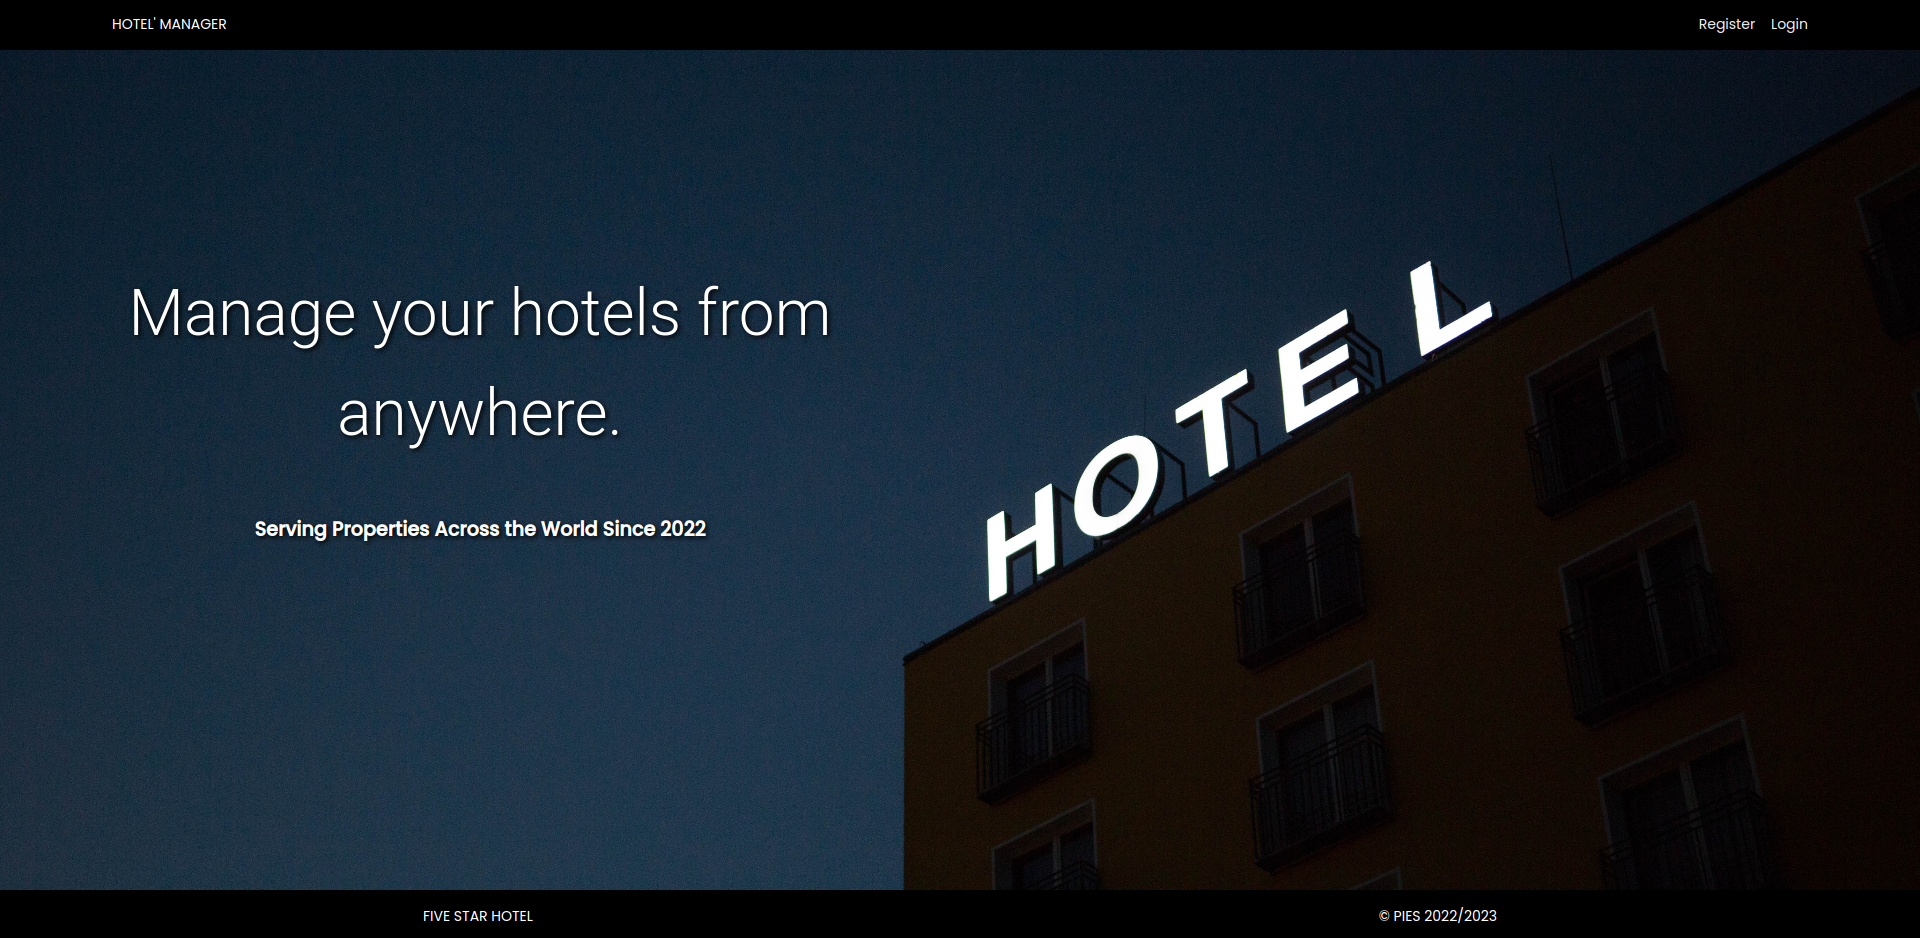 HOTEL' MANAGER
Register Login
Manage your hotels from
anywhere.
Serving Properties Across the World Since 2022
HOTEL
FIVE STAR HOTEL
© PIES 2022/2023